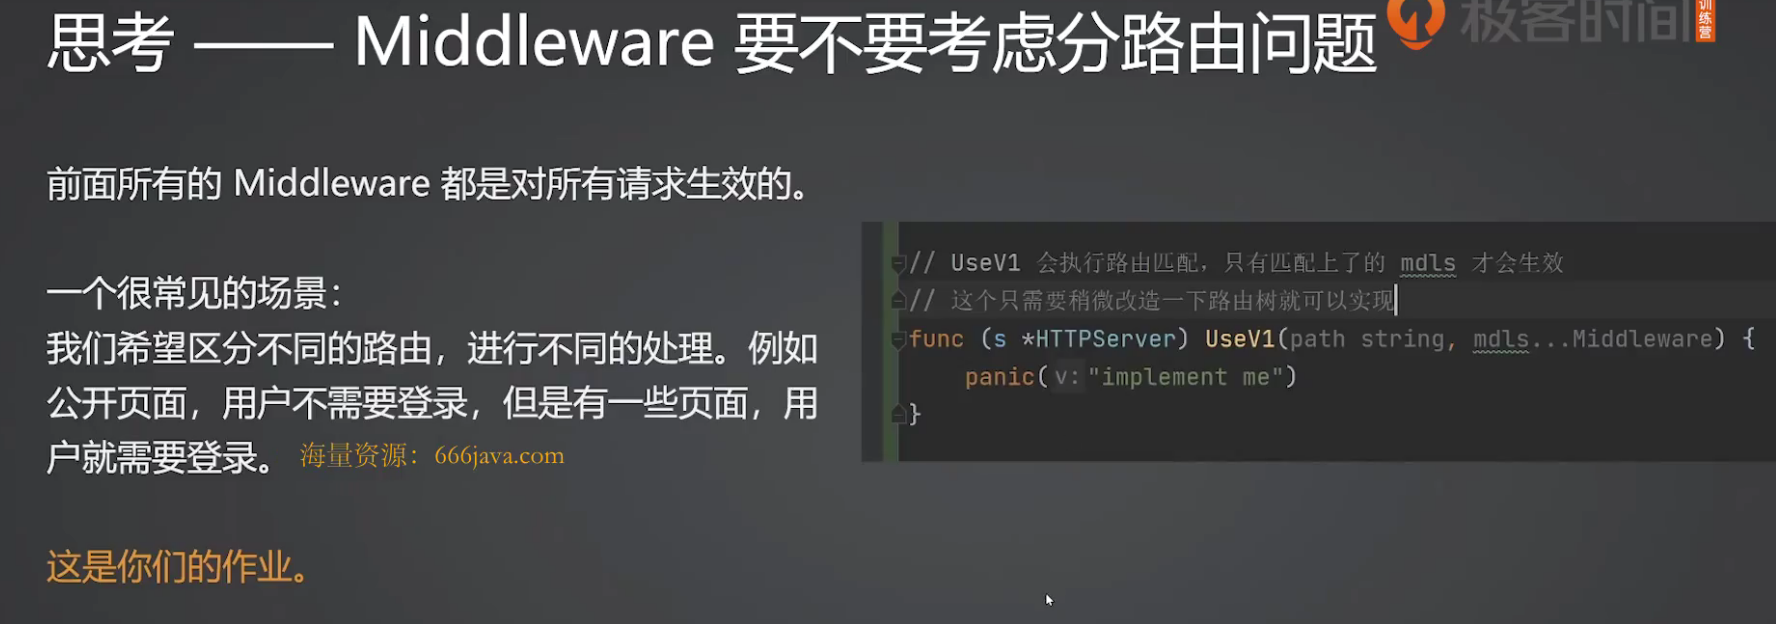 思考 —— Middleware 要不要考虑分路由问题
极客时间
训练营
前面所有的 Middleware 都是对所有请求生效的。
一个很常见的场景：
我们希望区分不同的路由，进行不同的处理。例如
公开页面，用户不需要登录，但是有一些页面，用
户就需要登录。
海量资源：666java.com
这是你们的作业。
// UseV1 会执行路由匹配，只有匹配上了的 mdls 才会生效
// 这个只需要稍微改造一下路由树就可以实现
func (s *HTTPServer) UseV1(path string, mdls...Middleware) {
panic( v: "implement me")
}